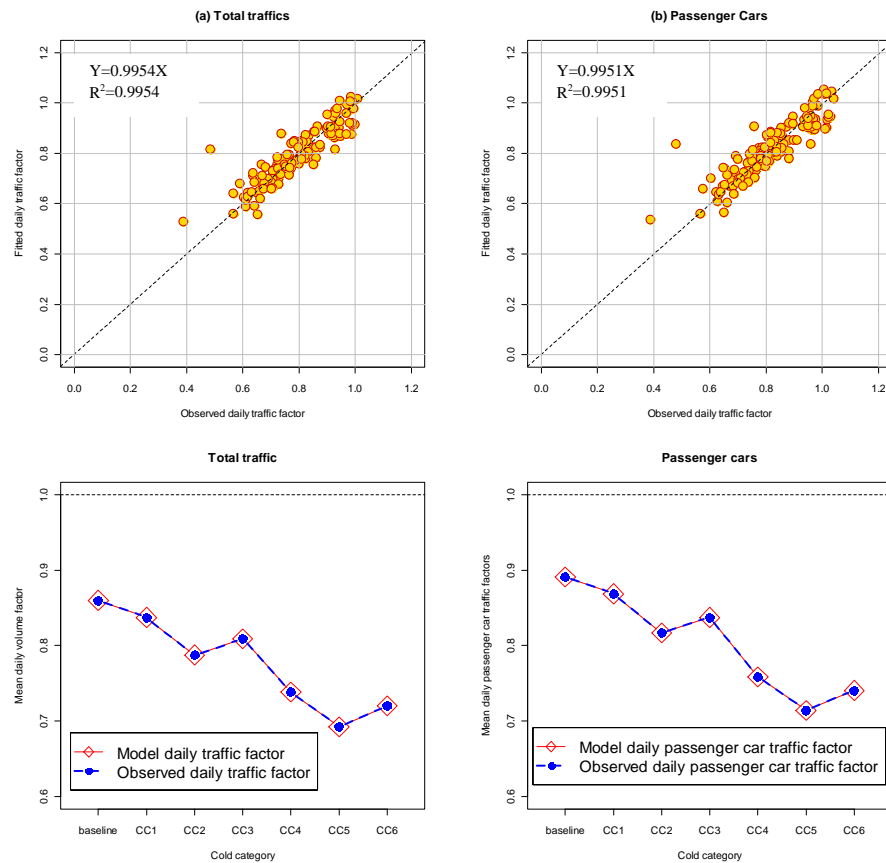 (a) Total traffics
Y=0.9954X
R²=0.9954
Fitted daily traffic factor
0.0 0.2 0.4 0.6 0.8 1.0 1.2
0.0 0.2 0.4 0.6 0.8 1.0 1.2
Observed daily traffic factor
(b) Passenger Cars
Y=0.9951X
R²=0.9951
Fitted daily traffic factor
0.0 0.2 0.4 0.6 0.8 1.0 1.2
0.0 0.2 0.4 0.6 0.8 1.0 1.2
Observed daily traffic factor
Total traffic
Mean daily volume factor
0.6 0.7 0.8 0.9 1.0
Model daily traffic factor
Observed daily traffic factor
baseline CC1 CC2 CC3 CC4 CC5 CC6
Cold category
Passenger cars
Mean daily passenger car traffic factors
0.6 0.7 0.8 0.9 1.0
Model daily passenger car traffic factor
Observed daily passenger car traffic factor
baseline CC1 CC2 CC3 CC4 CC5 CC6
Cold category